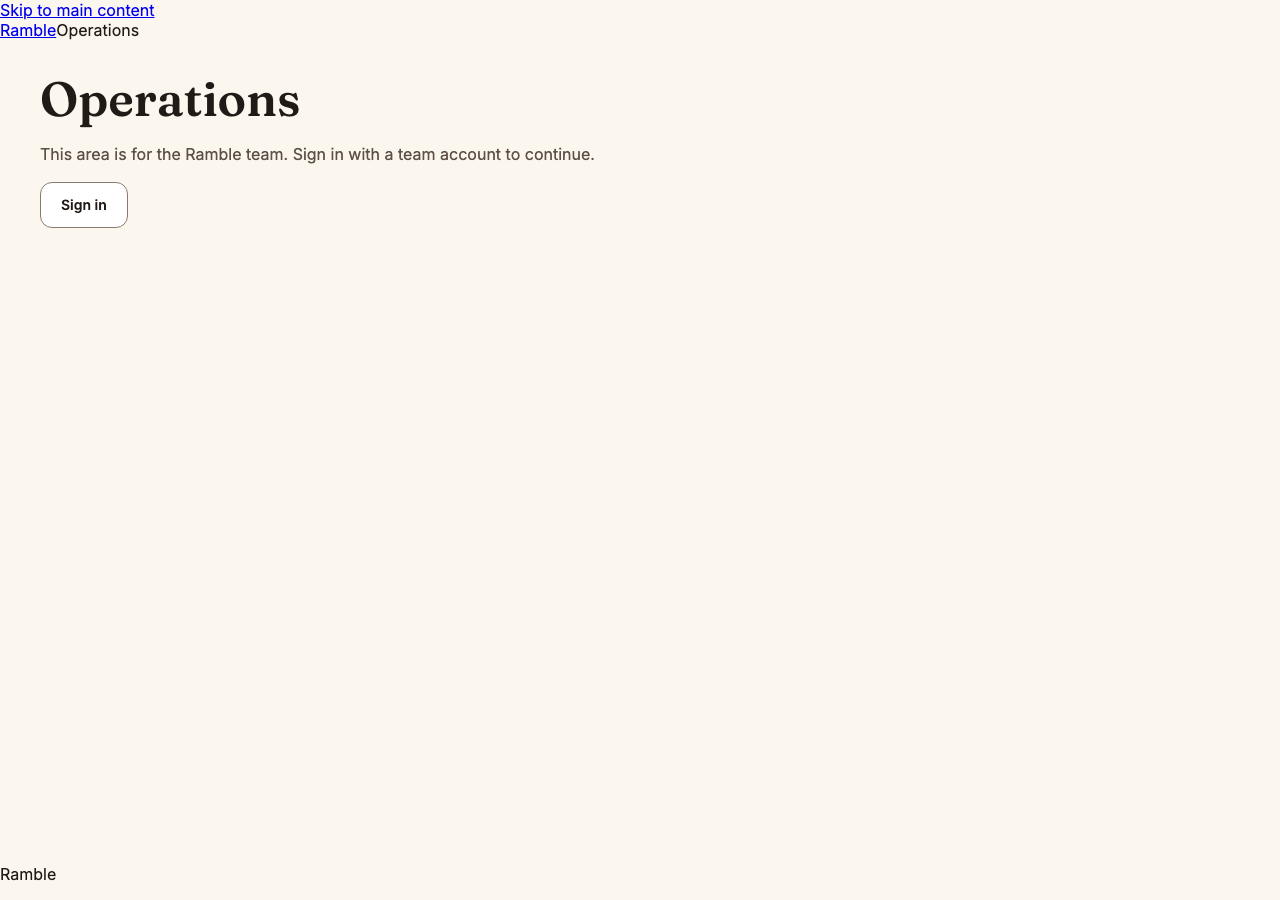 Skip to main content
RambleOperations
Operations
This area is for the Ramble team. Sign in with a team account to continue.
Sign in
Ramble